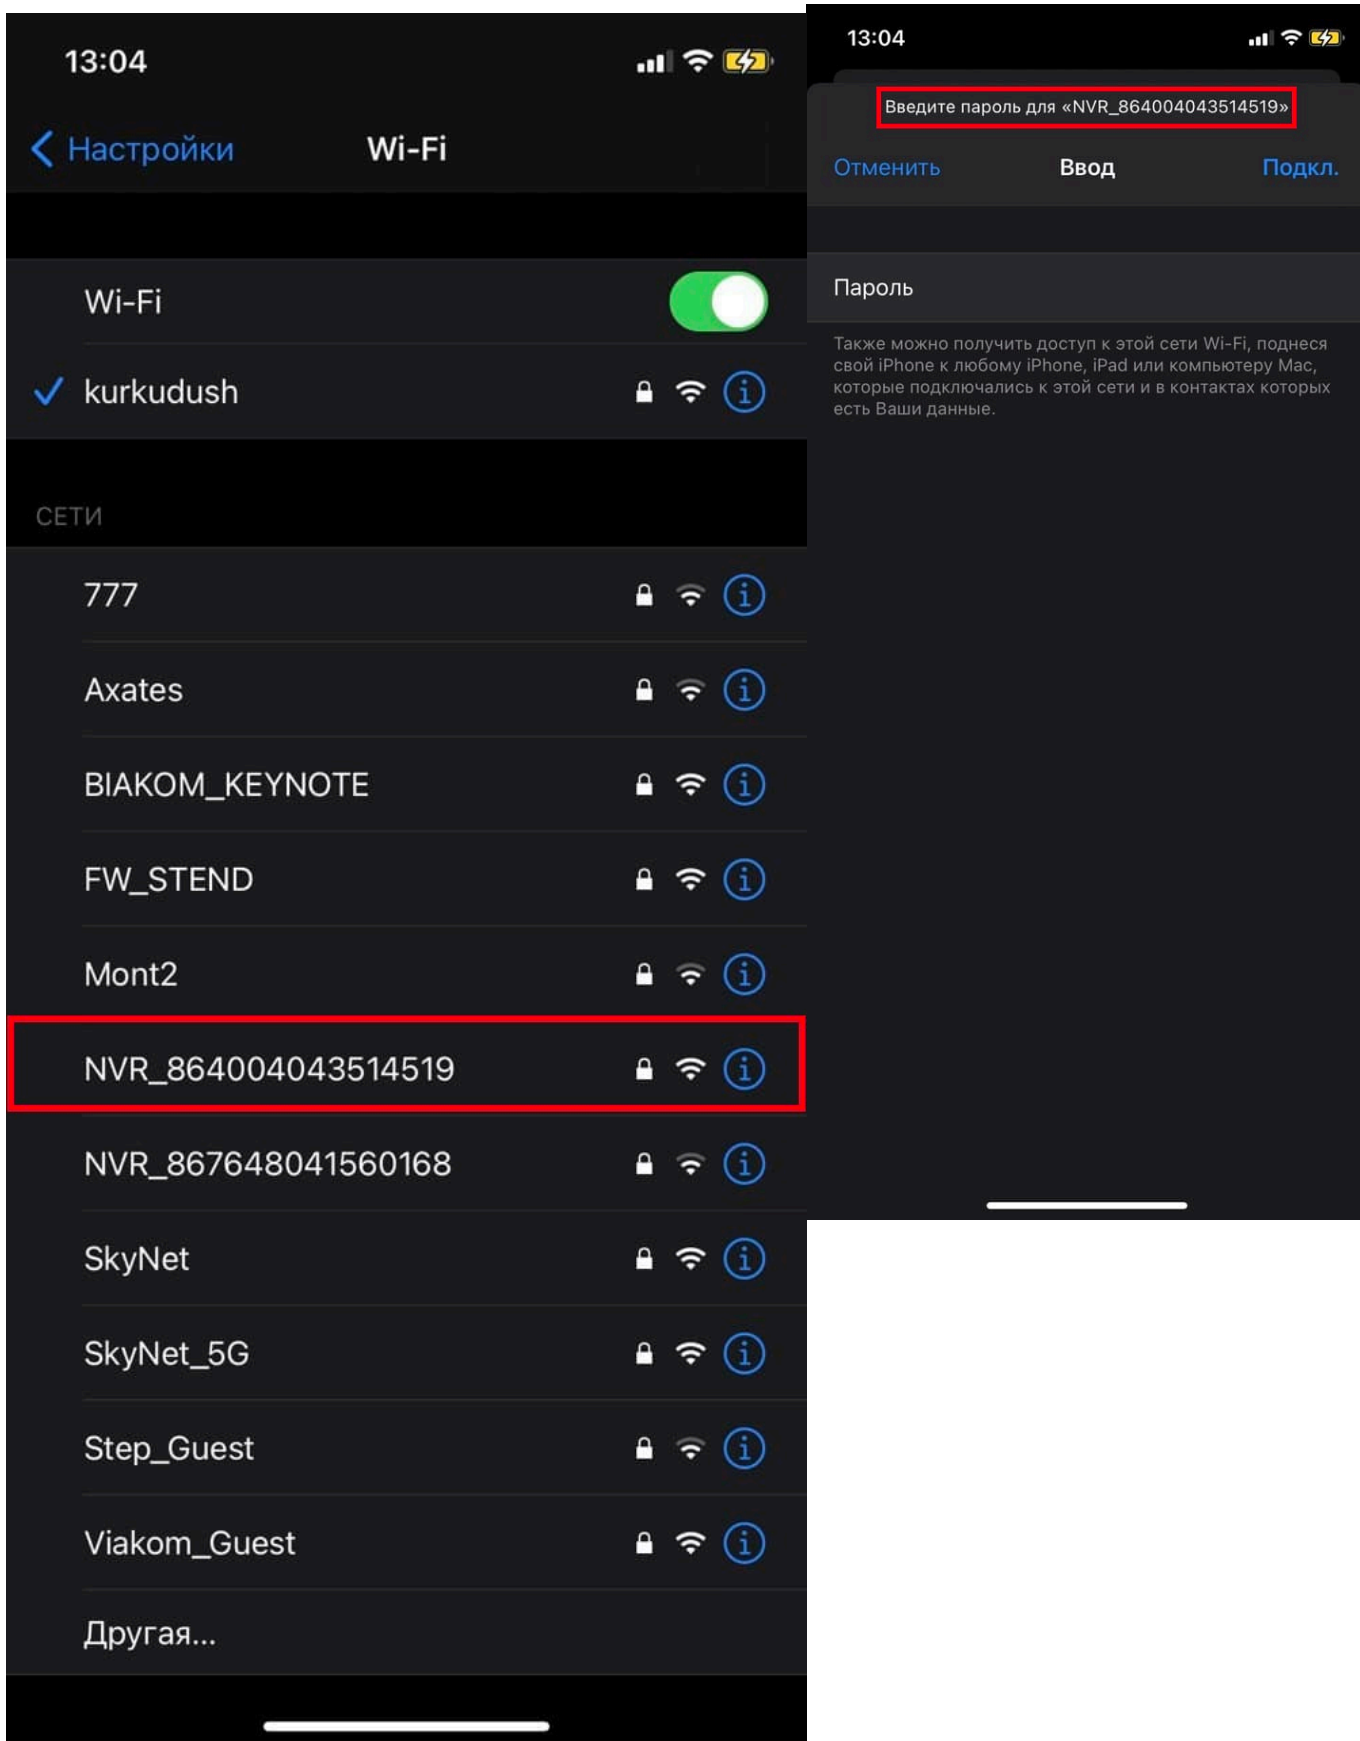 13:04
Настройки
Wi-Fi
Wi-Fi
kurkudush
СЕТИ
777
Axates
BIAKOM_KEYNOTE
FW_STEND
Mont2
NVR_864004043514519
NVR_867648041560168
SkyNet
SkyNet_5G
Step_Guest
Viakom_Guest
Другая...
13:04
Введите пароль для «NVR_864004043514519»
Отменить
Ввод
Подкл.
Пароль
Также можно получить доступ к этой сети Wi-Fi, поднеся
свой iPhone к любому iPhone, iPad или компьютеру Mac,
которые подключались к этой сети и в контактах которых
есть Ваши данные.